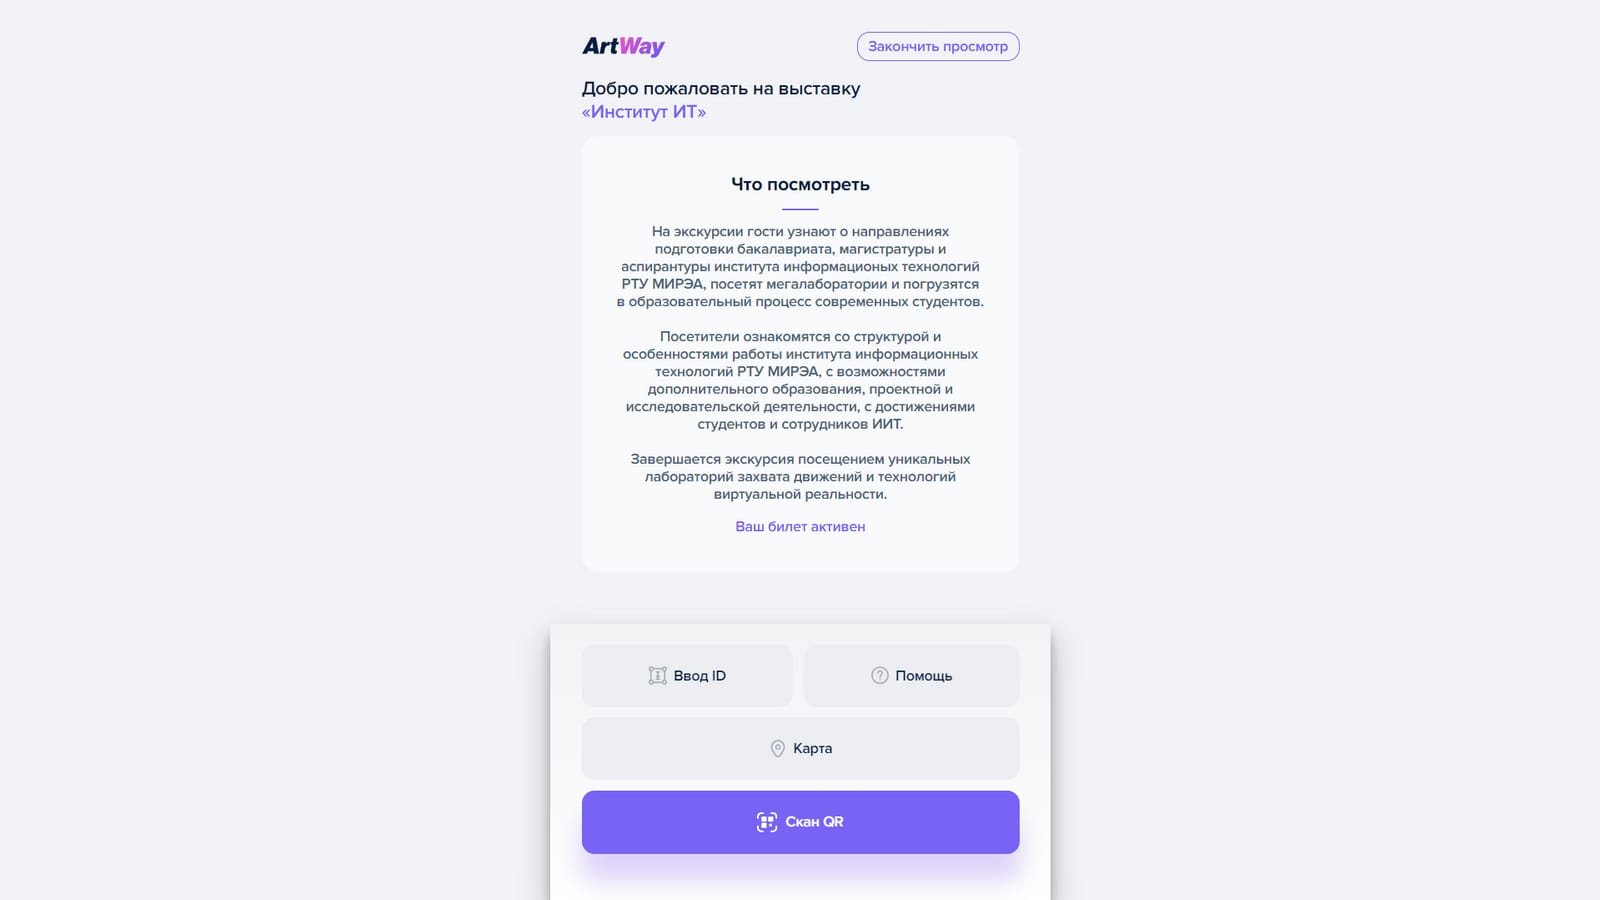 ArtWay
Закончить просмотр
Добро пожаловать на выставку
«Институт ИТ»
Что посмотреть
На экскурсии гости узнают о направлениях
подготовки бакалавриата, магистратуры и
аспирантуры института информационых технологий
РТУ МИРЭА, посетят мегалаборатории и погрузятся
в образовательный процесс современных студентов.
Посетители ознакомятся со структурой и
особенностями работы института информационных
технологий РТУ МИРЭА, с возможностями
дополнительного образования, проектной и
исследовательской деятельности, с достижениями
студентов и сотрудников ИИТ.
Завершается экскурсия посещением уникальных
лабораторий захвата движений и технологий
виртуальной реальности.
Ваш билет активен
Ввод ID
Помощь
Карта
Скан QR